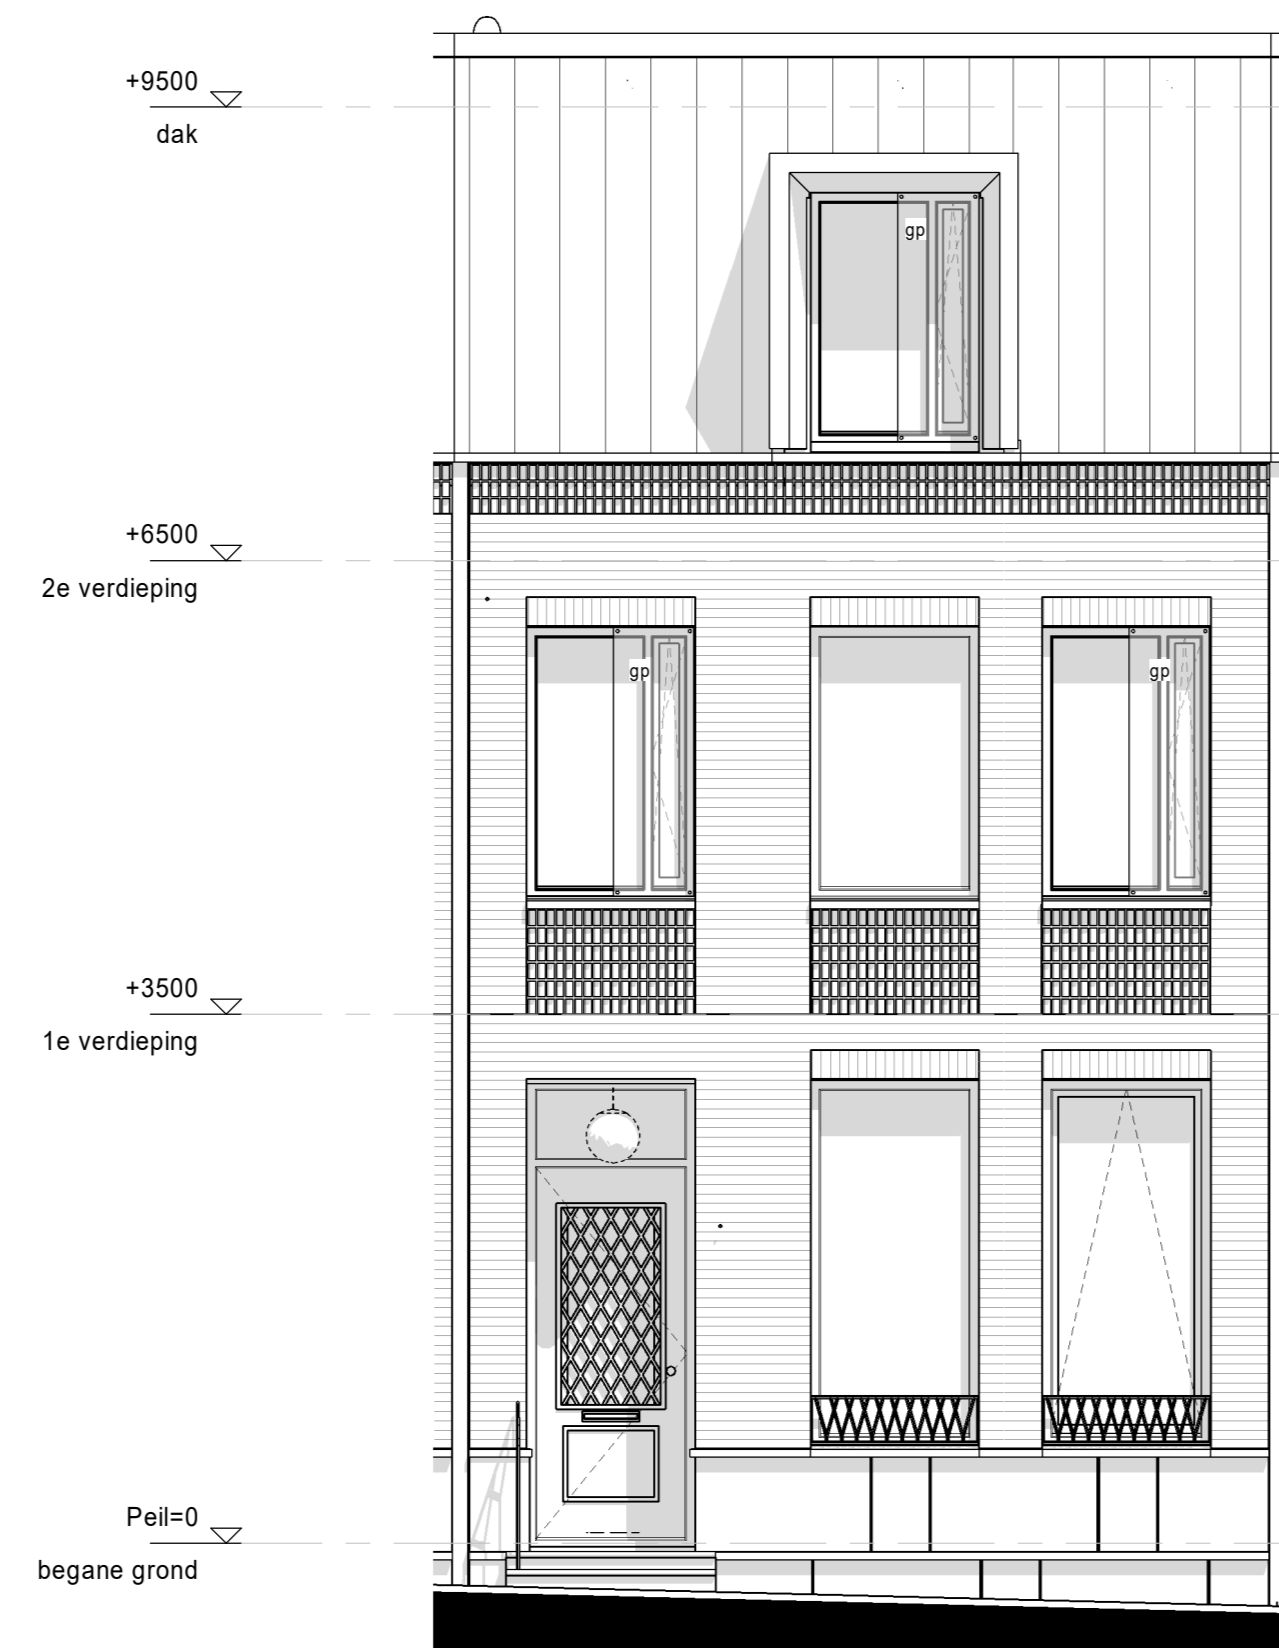 +9500
dak
gp
+6500
2e verdieping
gp
gp
+3500
1e verdieping
Peil=0
begane grond